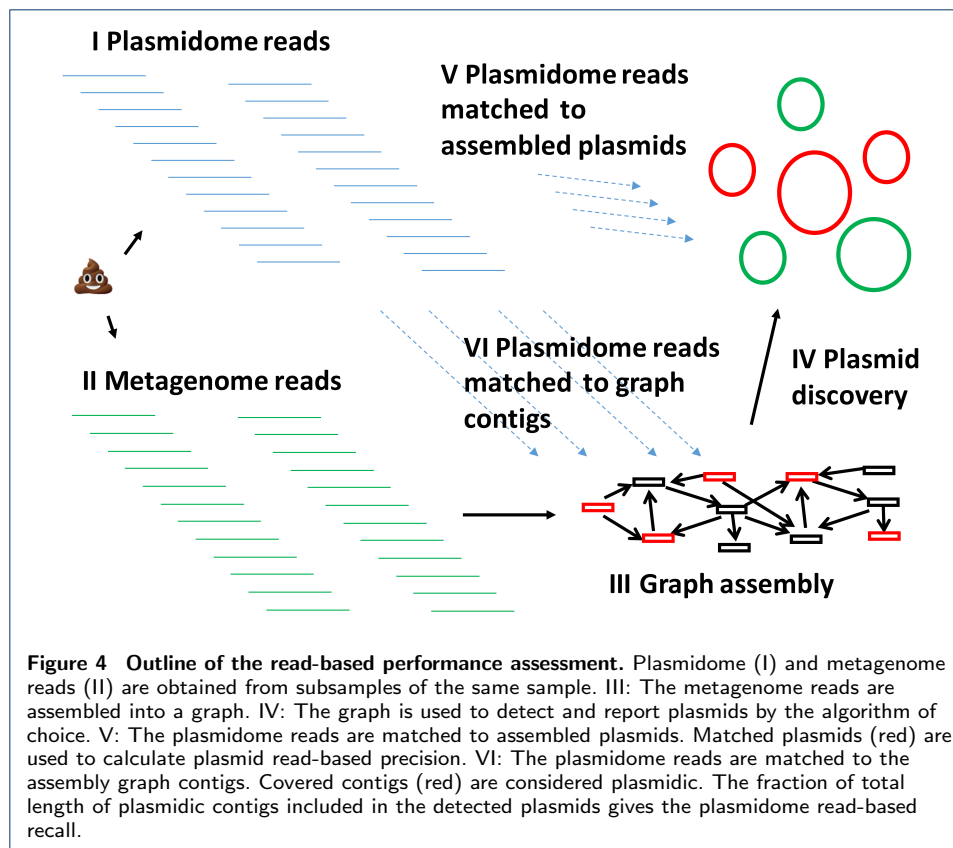 I Plasmidome reads
V Plasmidome reads
matched to
assembled plasmids
II Metagenome reads
VI Plasmidome reads
matched to graph
contigs
IV Plasmid
discovery
III Graph assembly
Figure 4 Outline of the read-based performance assessment. Plasmidome (I) and metagenome
reads (II) are obtained from subsamples of the same sample. III: The metagenome reads are
assembled into a graph. IV: The graph is used to detect and report plasmids by the algorithm of
choice. V: The plasmidome reads are matched to assembled plasmids. Matched plasmids (red) are
used to calculate plasmid read-based precision. VI: The plasmidome reads are matched to the
assembly graph contigs. Covered contigs (red) are considered plasmidic. The fraction of total
length of plasmidic contigs included in the detected plasmids gives the plasmidome read-based
recall.